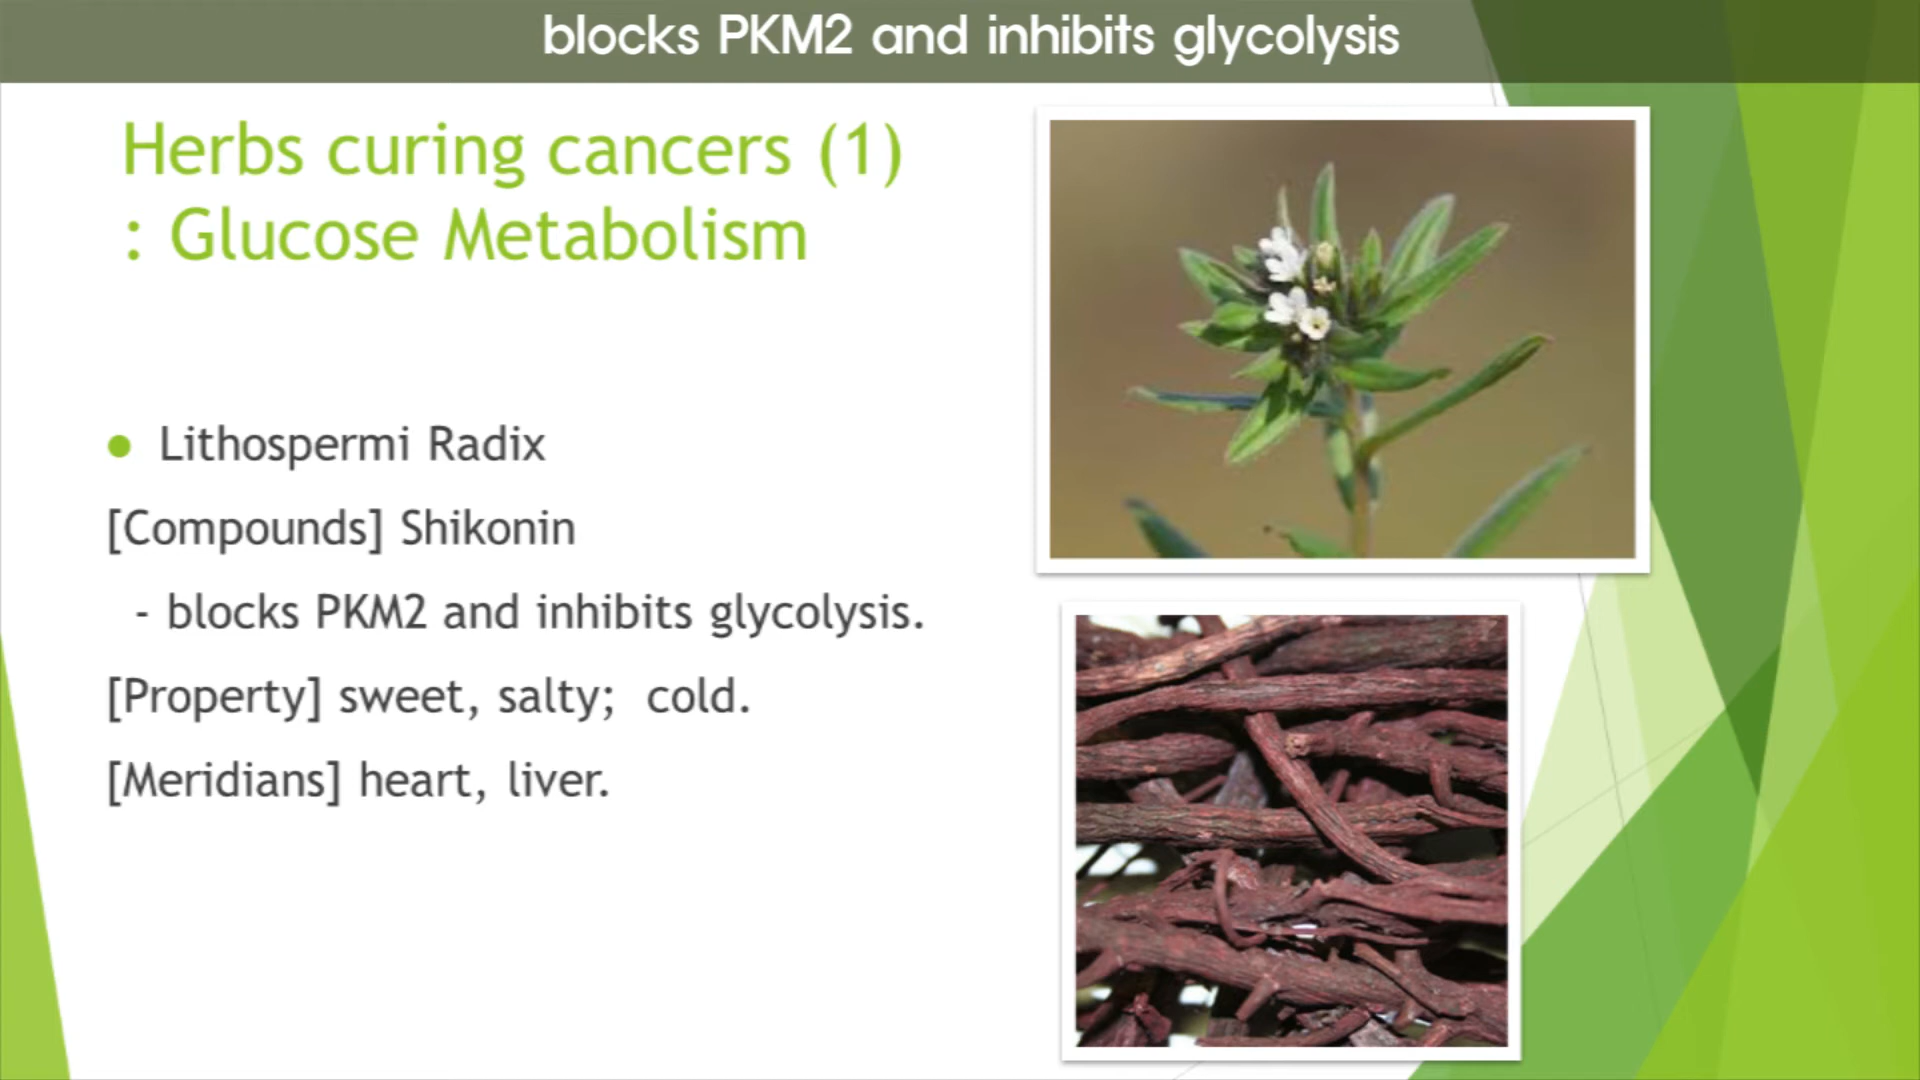 blocks PKM2 and inhibits glycolysis
Herbs curing cancers (1)
: Glucose Metabolism
● Lithospermi Radix
[Compounds] Shikonin
- blocks PKM2 and inhibits glycolysis.
[Property] sweet, salty; cold.
[Meridians] heart, liver.